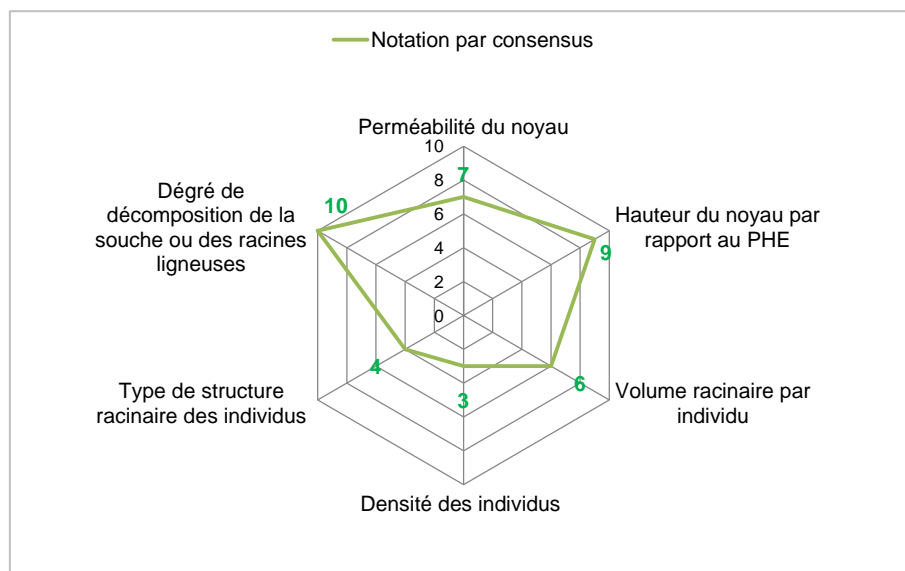 Notation par consensus
Perméabilité du noyau
10
8
6
4
2
0
7
Hauteur du noyau par
rapport au PHE
9
Volume racinaire par
individu
6
Densité des individus
3
Type de structure
racinaire des individus
4
Dégré de
décomposition de la
souche ou des racines
ligneuses
10